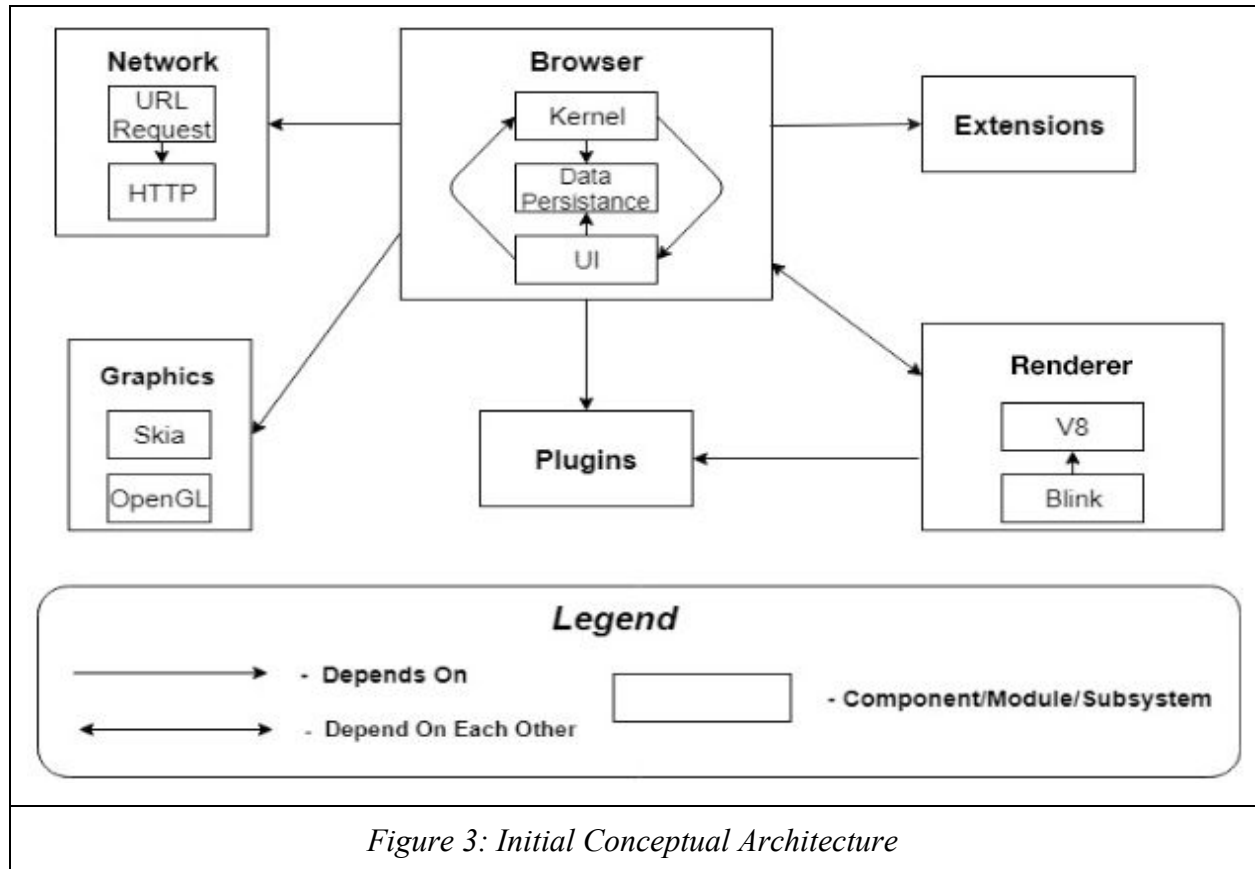 Network
URL
Request
HTTP
Browser
Kernel
Data
Persistance
UI
Extensions
Graphics
Skia
OpenGL
Plugins
Renderer
V8
Blink
Legend
- Depends On
- Depend On Each Other
- Component/Module/Subsystem
Figure 3: Initial Conceptual Architecture